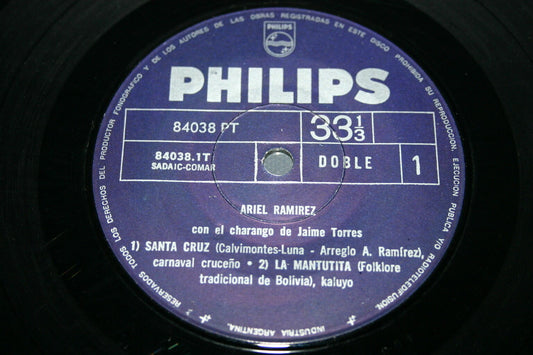 RESERVADOS TODOS LOS DERECHOS DEL PRODUCTOR FONOGRAFICO Y DE LOS AUTORES DE LAS OBRAS REGISTRADAS EN ESTE DISCO. PROHIBIDA SU REPRODUCCION, EJECUCION PUBLICA Y/O RADIOTELEDIFUSION.
PHILIPS
PHILIPS
84038 PT
33 1/3
84038.1T
SADAIC-COMAR
DOBLE
1
ARIEL RAMIREZ
con el charango de Jaime Torres
1) SANTA CRUZ (Calvimontes-Luna - Arreglo A. Ramírez),
carnaval cruceño • 2) LA MANTUTITA (Folklore
tradicional de Bolivia), kaluyo
INDUSTRIA ARGENTINA.